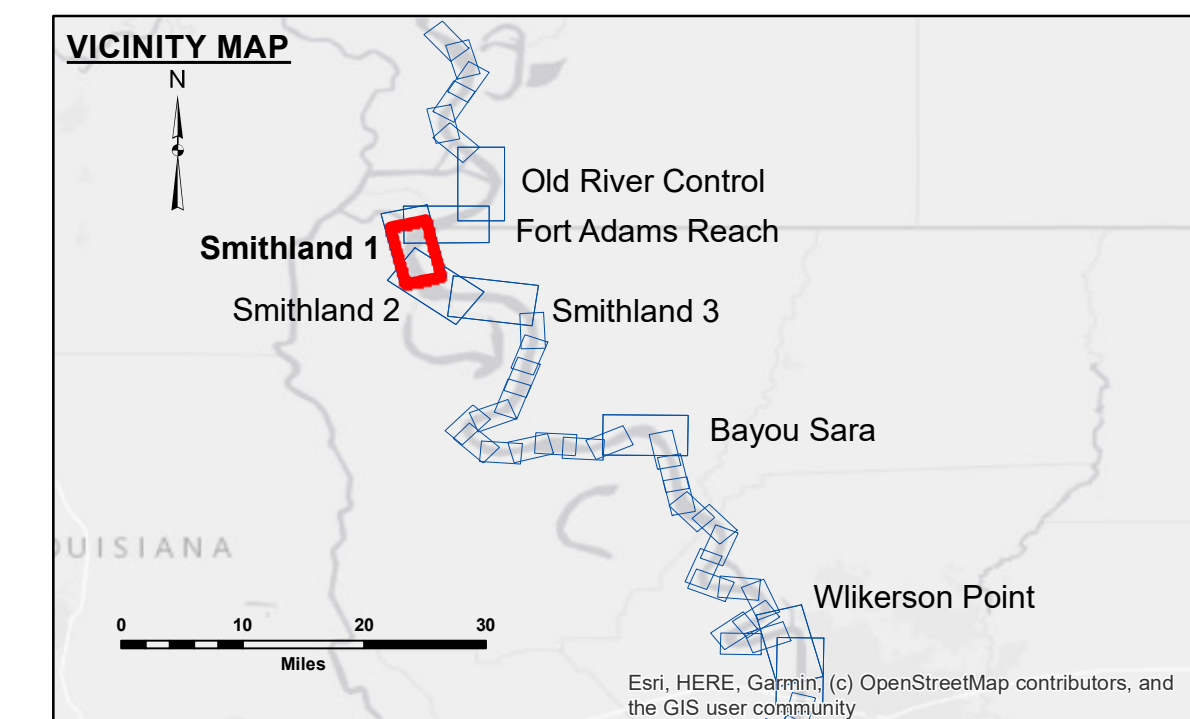 VICINITY MAP
N
Old River Control
Fort Adams Reach
Smithland 1
Smithland 2
Smithland 3
Bayou Sara
OUISIANA
Wlikerson Point
0 10 20 30
Miles
Esri, HERE, Garmin, (c) OpenStreetMap contributors, and
the GIS user community